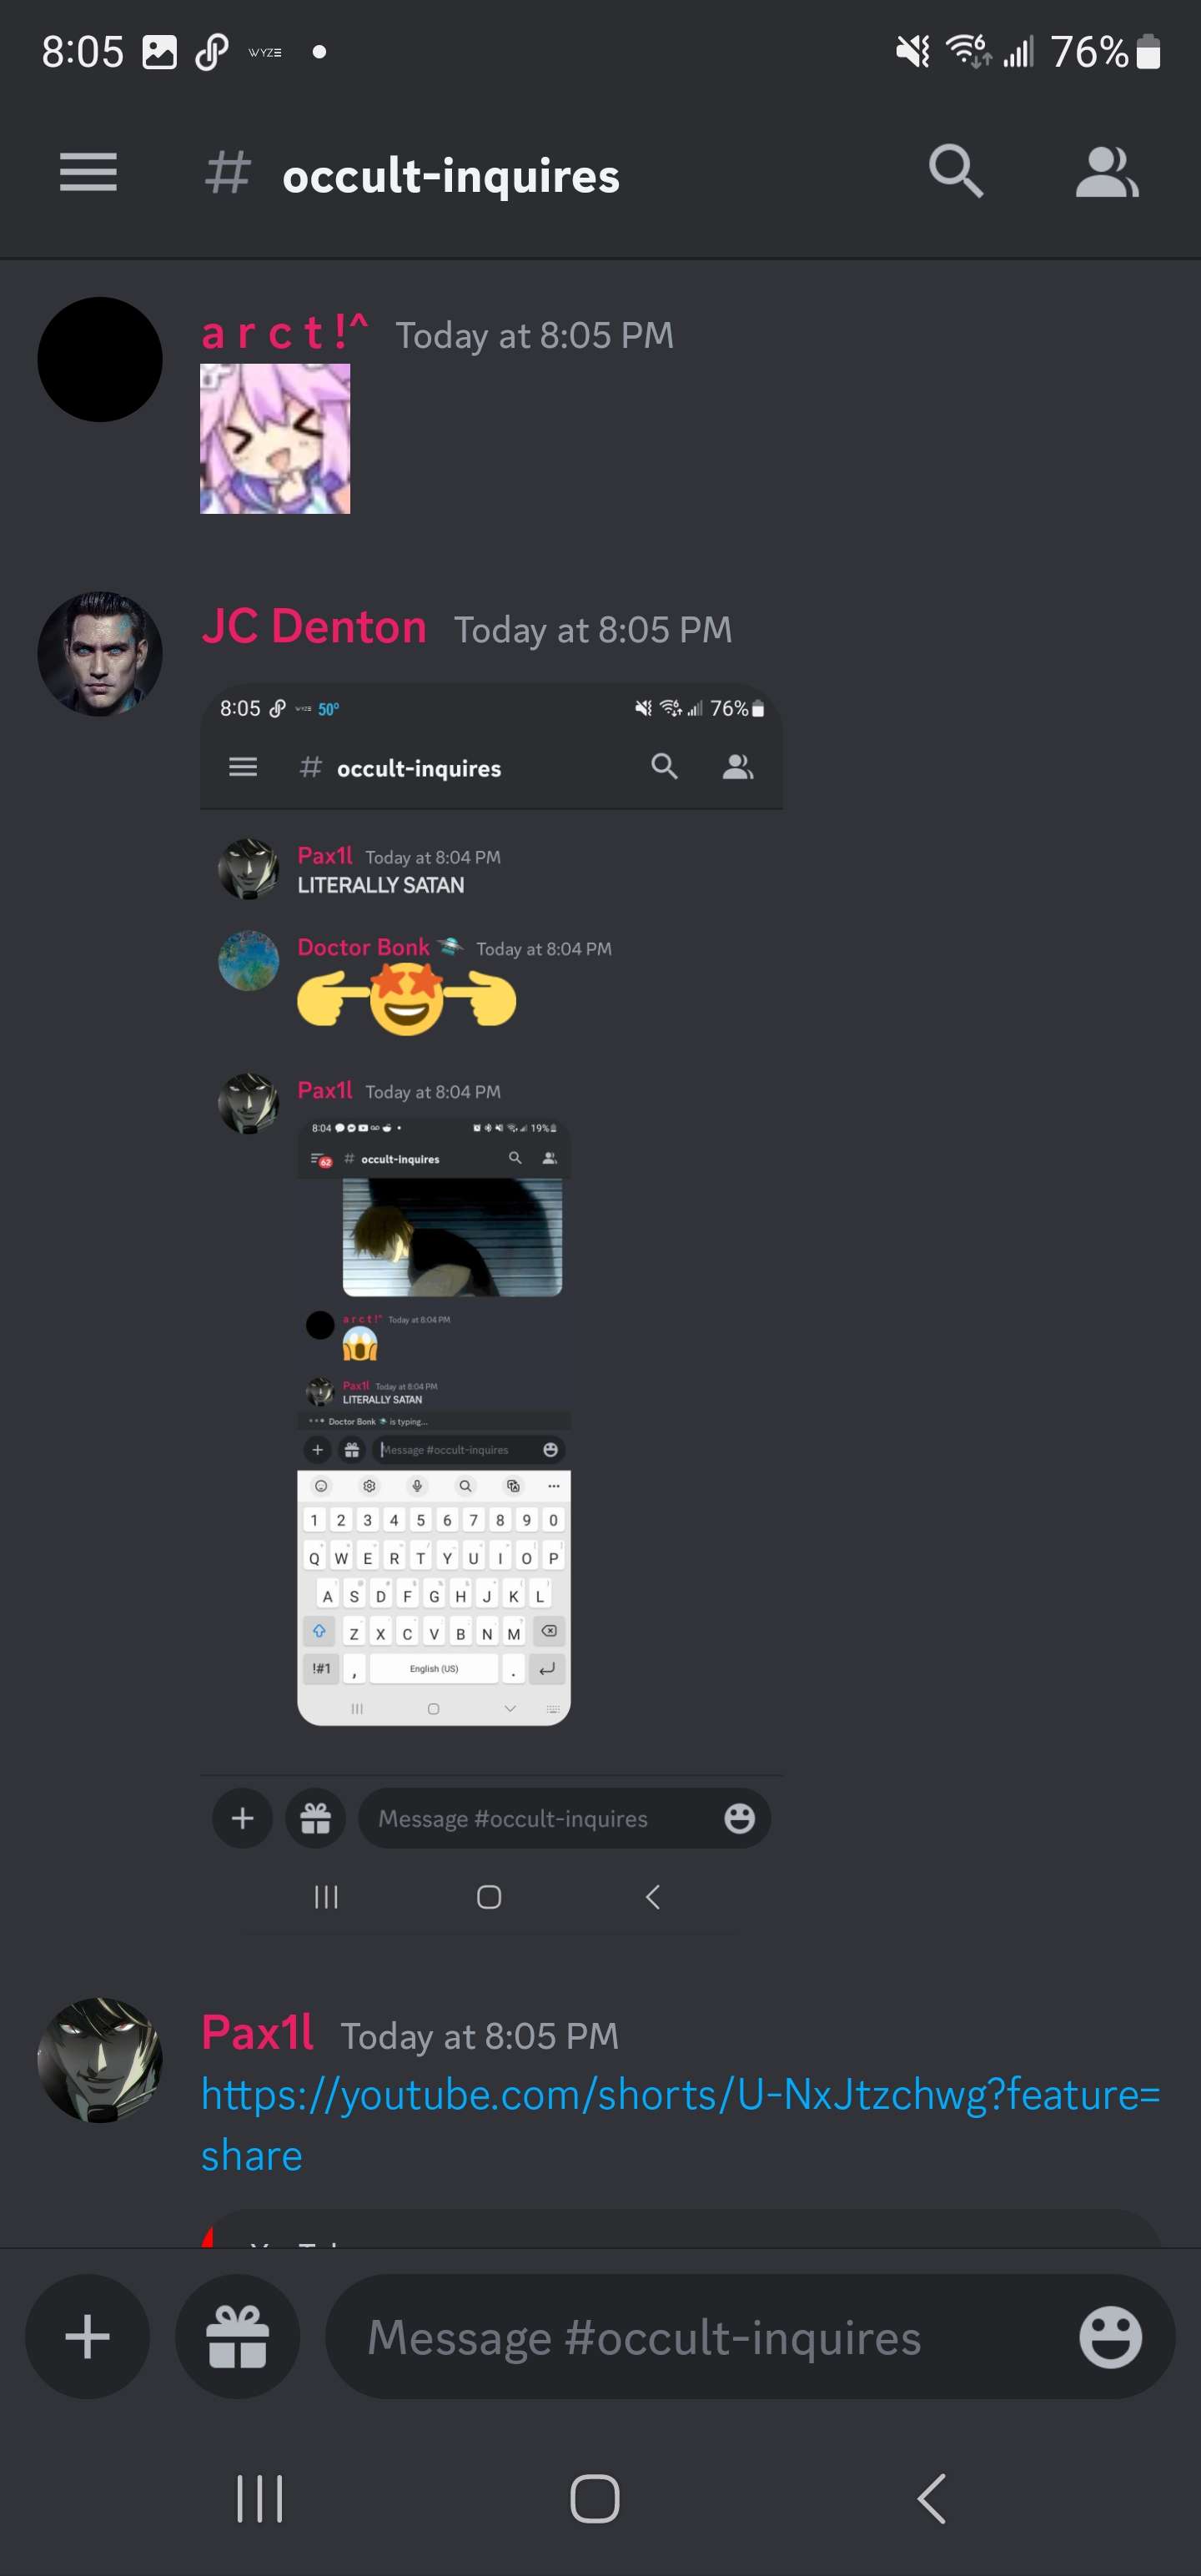 8:05 WYZE 76%
# occult-inquires
a r c t !^ Today at 8:05 PM
JC Denton Today at 8:05 PM
8:05 WYZE 50° 76%
# occult-inquires
Pax1l Today at 8:04 PM
LITERALLY SATAN
Doctor Bonk Today at 8:04 PM
Pax1l Today at 8:04 PM
8:04 19%
62 # occult-inquires
a r c t !^ Today at 8:04 PM
Pax1l Today at 8:04 PM
LITERALLY SATAN
Doctor Bonk is typing...
Message #occult-inquires
1 2 3 4 5 6 7 8 9 0
Q W E R T Y U I O P
A S D F G H J K L
Z X C V B N M
!#1 , English (US) .
Message #occult-inquires
Pax1l Today at 8:05 PM
https://youtube.com/shorts/U-NxJtzchwg?feature=
share
Message #occult-inquires